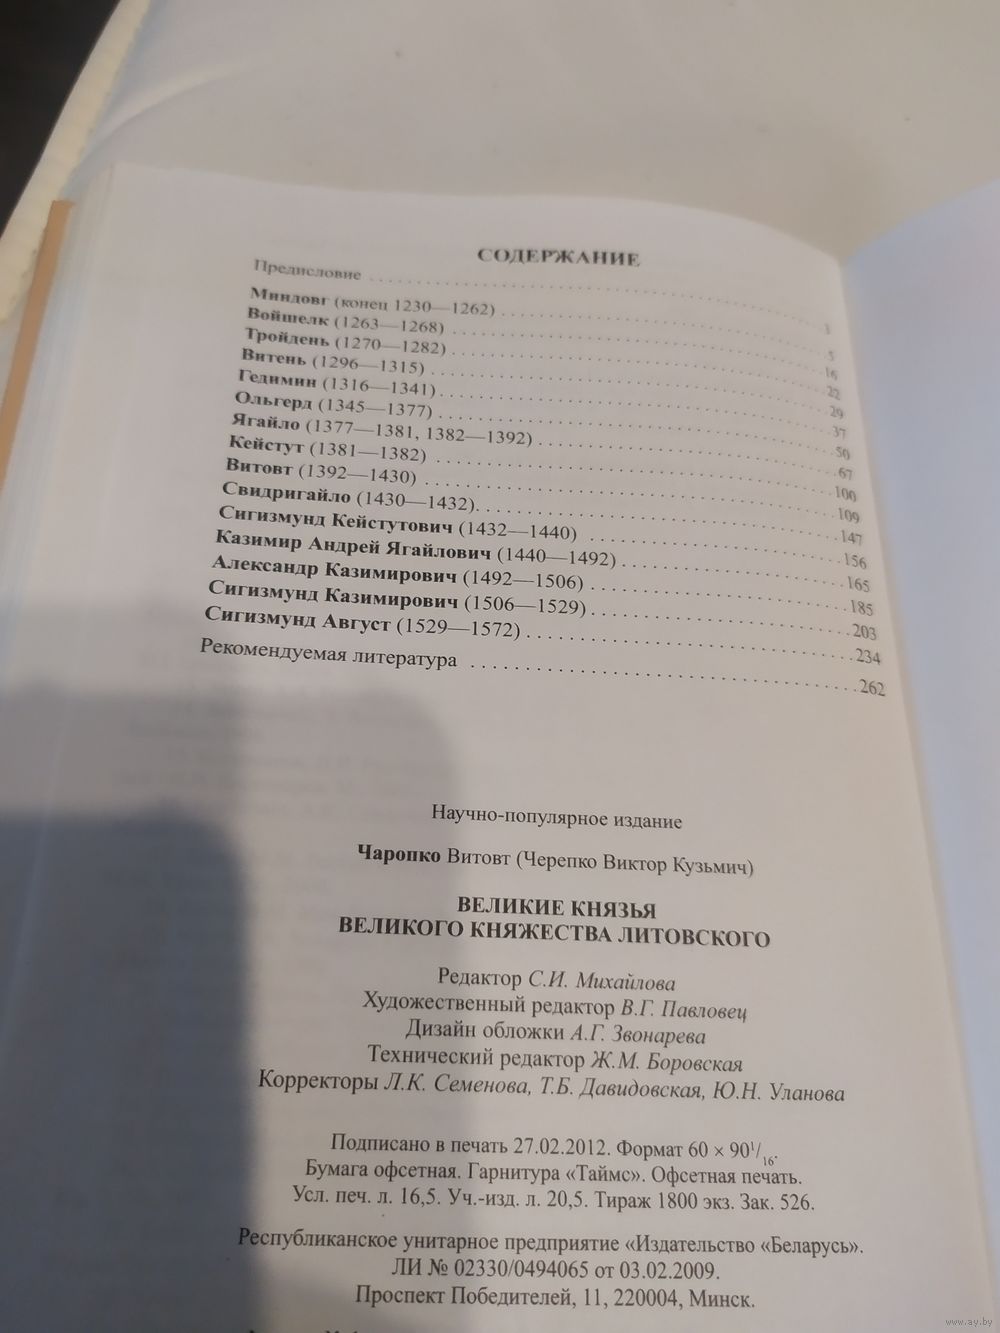 СОДЕРЖАНИЕ
Предисловие
Миндовг (конец 1230—1262) 5
Войшелк (1263—1268) 16
Тройдень (1270—1282) 22
Витень (1296—1315) 29
Гедимин (1316—1341) 37
Ольгерд (1345—1377) 50
Ягайло (1377—1381, 1382—1392) 67
Кейстут (1381—1382) 100
Витовт (1392—1430) 109
Свидригайло (1430—1432) 147
Сигизмунд Кейстутович (1432—1440) 156
Казимир Андрей Ягайлович (1440—1492) 165
Александр Казимирович (1492—1506) 185
Сигизмунд Казимирович (1506—1529) 203
Сигизмунд Август (1529—1572) 234
Рекомендуемая литература 262
Научно-популярное издание
Чаропко Витовт (Черепко Виктор Кузьмич)
ВЕЛИКИЕ КНЯЗЬЯ
ВЕЛИКОГО КНЯЖЕСТВА ЛИТОВСКОГО
Редактор С.И. Михайлова
Художественный редактор В.Г. Павловец
Дизайн обложки А.Г. Звонарева
Технический редактор Ж.М. Боровская
Корректоры Л.К. Семенова, Т.Б. Давидовская, Ю.Н. Уланова
Подписано в печать 27.02.2012. Формат 60 × 90 1/16.
Бумага офсетная. Гарнитура «Таймс». Офсетная печать.
Усл. печ. л. 16,5. Уч.-изд. л. 20,5. Тираж 1800 экз. Зак. 526.
Республиканское унитарное предприятие «Издательство «Беларусь».
ЛИ № 02330/0494065 от 03.02.2009.
Проспект Победителей, 11, 220004, Минск.
www.ay.by